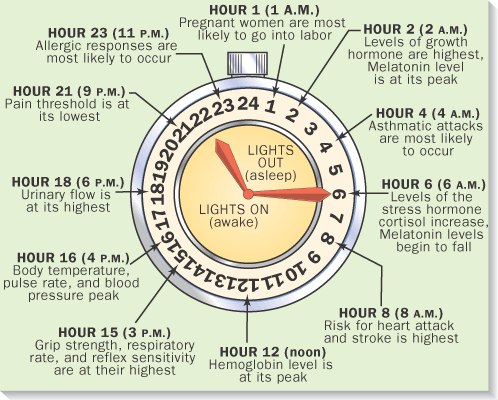 HOUR 1 (1 A.M.)
Pregnant women are most
likely to go into labor
HOUR 2 (2 A.M.)
Levels of growth
hormone are highest,
Melatonin level
is at its peak
HOUR 4 (4 A.M.)
Asthmatic attacks
are most likely
to occur
HOUR 6 (6 A.M.)
Levels of the
stress hormone
cortisol increase,
Melatonin levels
begin to fall
HOUR 8 (8 A.M.)
Risk for heart attack
and stroke is highest
HOUR 12 (noon)
Hemoglobin level is
at its peak
HOUR 15 (3 P.M.)
Grip strength, respiratory
rate, and reflex sensitivity
are at their highest
HOUR 16 (4 P.M.)
Body temperature,
pulse rate, and blood
pressure peak
HOUR 18 (6 P.M.)
Urinary flow is
at its highest
HOUR 21 (9 P.M.)
Pain threshold is at
its lowest
HOUR 23 (11 P.M.)
Allergic responses are
most likely to occur
1 2 3 4 5 6 7 8 9 10 11 12 13 14 15 16 17 18 19 20 21 22 23 24
LIGHTS
OUT
(asleep)
LIGHTS ON
(awake)